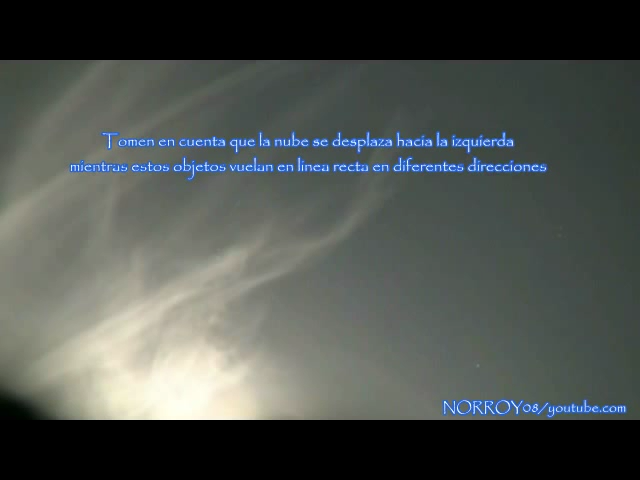 Tomen en cuenta que la nube se desplaza hacia la izquierda
mientras estos objetos vuelan en linea recta en diferentes direcciones
NORROY08/youtube.com